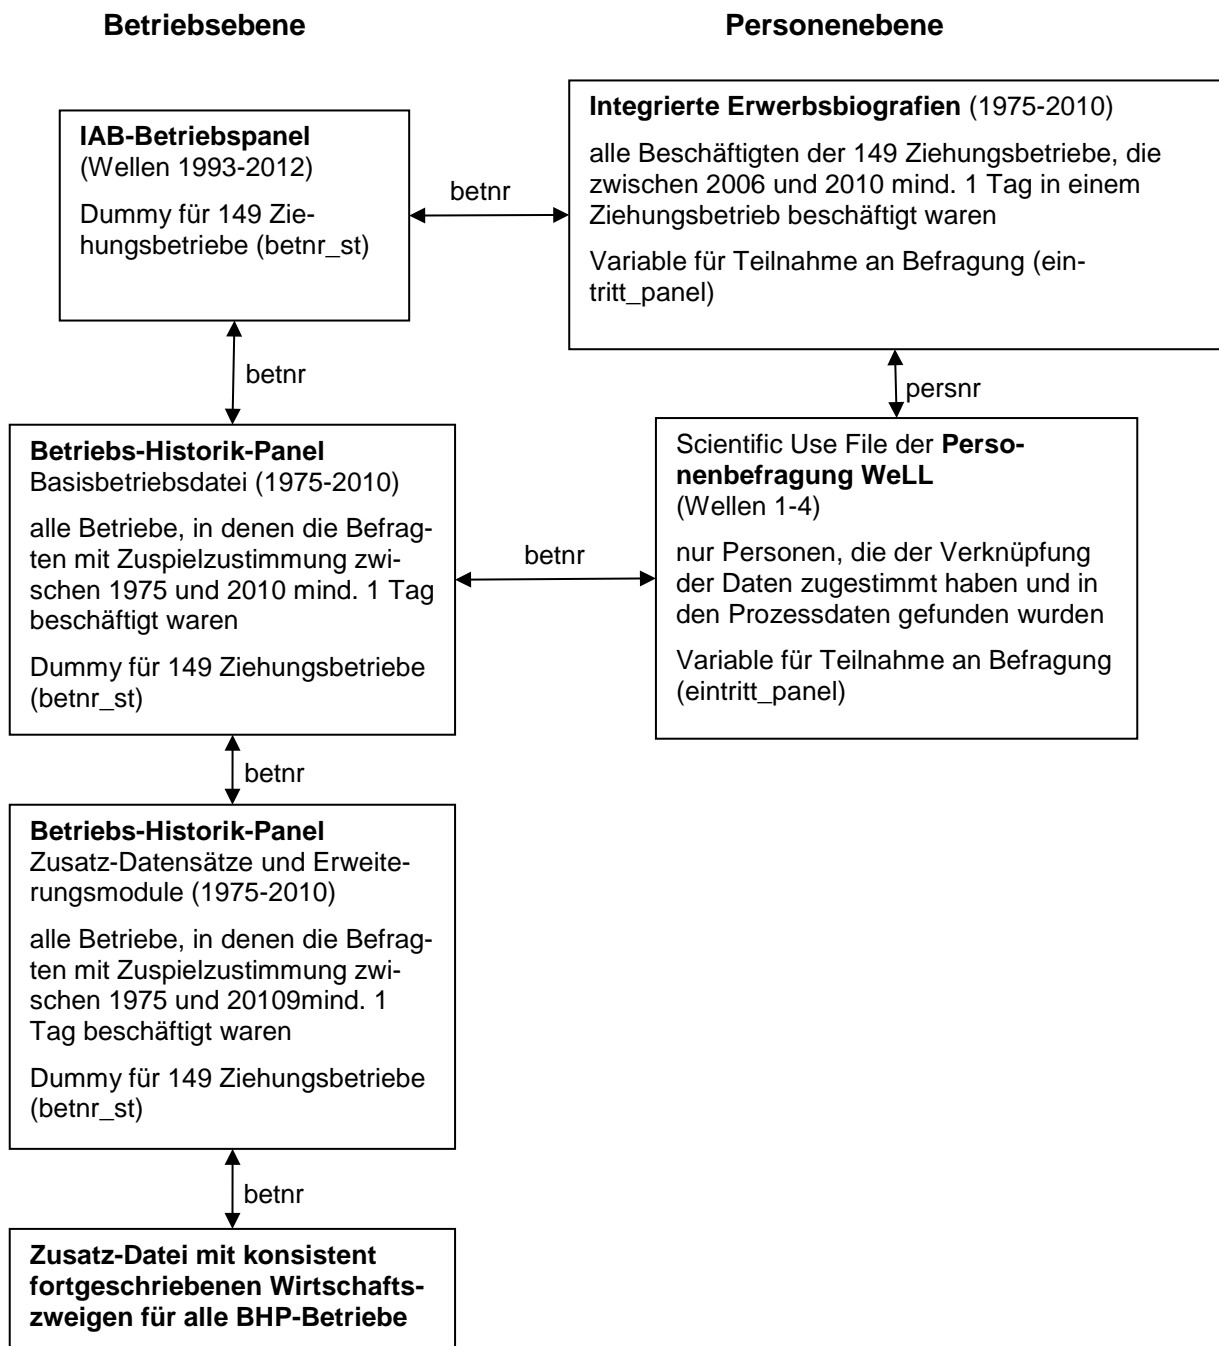 Betriebsebene
Personenebene
IAB-Betriebspanel
(Wellen 1993-2012)
Dummy für 149 Zie-
hungsbetriebe (betnr_st)
betnr
Integrierte Erwerbsbiografien (1975-2010)
alle Beschäftigten der 149 Ziehungsbetriebe, die
zwischen 2006 und 2010 mind. 1 Tag in einem
Ziehungsbetrieb beschäftigt waren
Variable für Teilnahme an Befragung (ein-
tritt_panel)
betnr
persnr
Betriebs-Historik-Panel
Basisbetriebsdatei (1975-2010)
alle Betriebe, in denen die Befrag-
ten mit Zuspielzustimmung zwi-
schen 1975 und 2010 mind. 1 Tag
beschäftigt waren
Dummy für 149 Ziehungsbetriebe
(betnr_st)
betnr
Scientific Use File der Perso-
nenbefragung WeLL
(Wellen 1-4)
nur Personen, die der Verknüpfung
der Daten zugestimmt haben und in
den Prozessdaten gefunden wurden
Variable für Teilnahme an Befragung
(eintritt_panel)
betnr
Betriebs-Historik-Panel
Zusatz-Datensätze und Erweite-
rungsmodule (1975-2010)
alle Betriebe, in denen die Befrag-
ten mit Zuspielzustimmung zwi-
schen 1975 und 20109mind. 1
Tag beschäftigt waren
Dummy für 149 Ziehungsbetriebe
(betnr_st)
betnr
Zusatz-Datei mit konsistent
fortgeschriebenen Wirtschafts-
zweigen für alle BHP-Betriebe